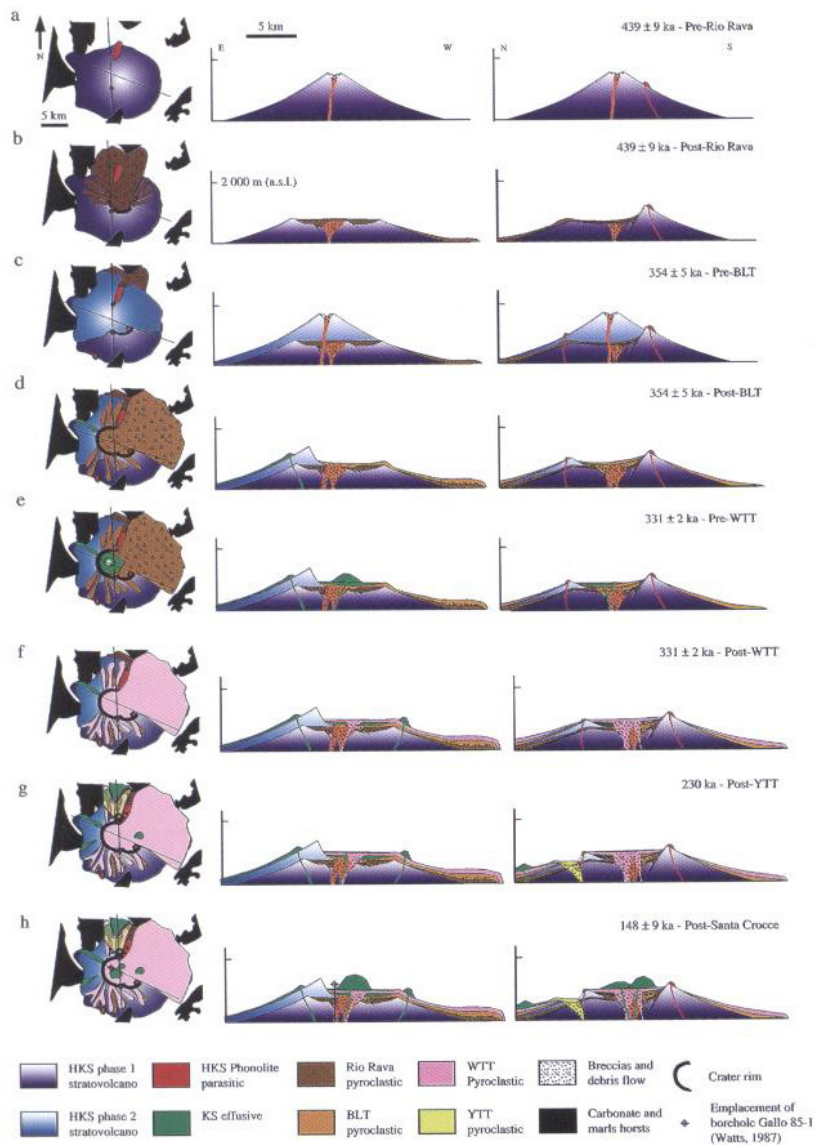 a
N
5 km
5 km
E
W
N
S
439 ± 9 ka - Pre-Rio Rava
b
2 000 m (a.s.l.)
439 ± 9 ka - Post-Rio Rava
c
354 ± 5 ka - Pre-BLT
d
354 ± 5 ka - Post-BLT
e
331 ± 2 ka - Pre-WTT
f
331 ± 2 ka - Post-WTT
g
230 ka - Post-YTT
h
148 ± 9 ka - Post-Santa Crocce
HKS phase 1
stratovolcano
HKS Phonolite
parasitic
Rio Rava
pyroclastic
WTT
Pyroclastic
Breccias and
debris flow
Crater rim
HKS phase 2
stratovolcano
KS effusive
BLT
pyroclastic
YTT
pyroclastic
Carbonate and
marls horsts
Emplacement of
borehole Gallo 85-1
(Watts, 1987)